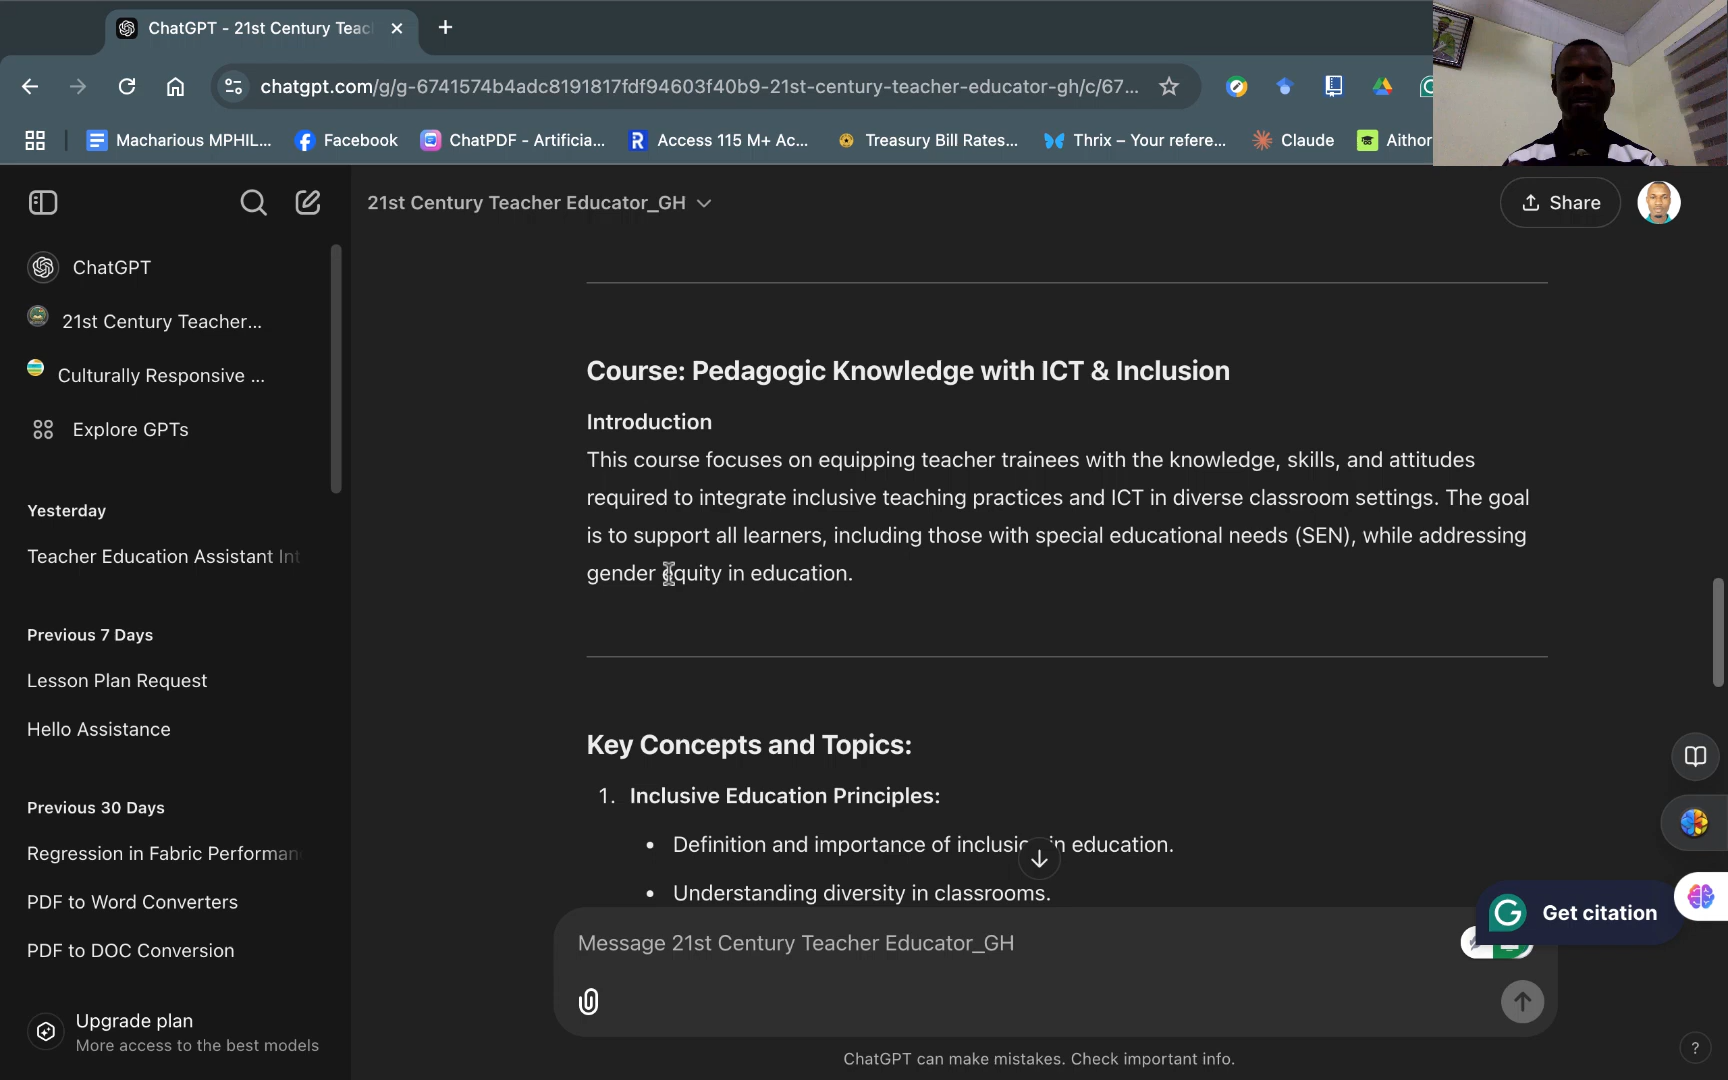 ChatGPT - 21st Century Teac
chatgpt.com/g/g-6741574b4adc8191817fdf94603f40b9-21st-century-teacher-educator-gh/c/67...
Macharious MPHIL...
Facebook
ChatPDF - Artificia...
Access 115 M+ Ac...
Treasury Bill Rates...
Thrix – Your refere...
Claude
Aithor
21st Century Teacher Educator_GH
Share
ChatGPT
21st Century Teacher...
Culturally Responsive ...
Explore GPTs
Yesterday
Teacher Education Assistant Int
Previous 7 Days
Lesson Plan Request
Hello Assistance
Previous 30 Days
Regression in Fabric Performan
PDF to Word Converters
PDF to DOC Conversion
Upgrade plan
More access to the best models
Course: Pedagogic Knowledge with ICT & Inclusion
Introduction
This course focuses on equipping teacher trainees with the knowledge, skills, and attitudes
required to integrate inclusive teaching practices and ICT in diverse classroom settings. The goal
is to support all learners, including those with special educational needs (SEN), while addressing
gender equity in education.
Key Concepts and Topics:
1. Inclusive Education Principles:
• Definition and importance of inclusion in education.
• Understanding diversity in classrooms.
Get citation
Message 21st Century Teacher Educator_GH
ChatGPT can make mistakes. Check important info.
?